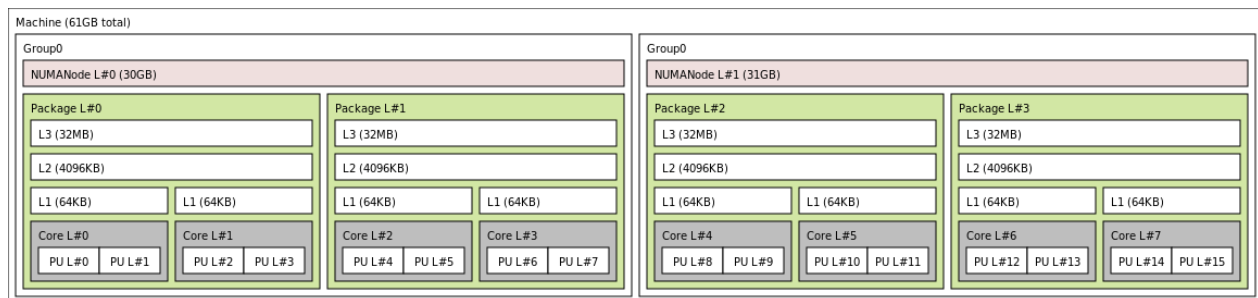 Machine (61GB total)
Group0
NUMANode L#0 (30GB)
Package L#0
L3 (32MB)
L2 (4096KB)
L1 (64KB)
L1 (64KB)
Core L#0
PU L#0
PU L#1
Core L#1
PU L#2
PU L#3
Package L#1
L3 (32MB)
L2 (4096KB)
L1 (64KB)
L1 (64KB)
Core L#2
PU L#4
PU L#5
Core L#3
PU L#6
PU L#7
Group0
NUMANode L#1 (31GB)
Package L#2
L3 (32MB)
L2 (4096KB)
L1 (64KB)
L1 (64KB)
Core L#4
PU L#8
PU L#9
Core L#5
PU L#10
PU L#11
Package L#3
L3 (32MB)
L2 (4096KB)
L1 (64KB)
L1 (64KB)
Core L#6
PU L#12
PU L#13
Core L#7
PU L#14
PU L#15